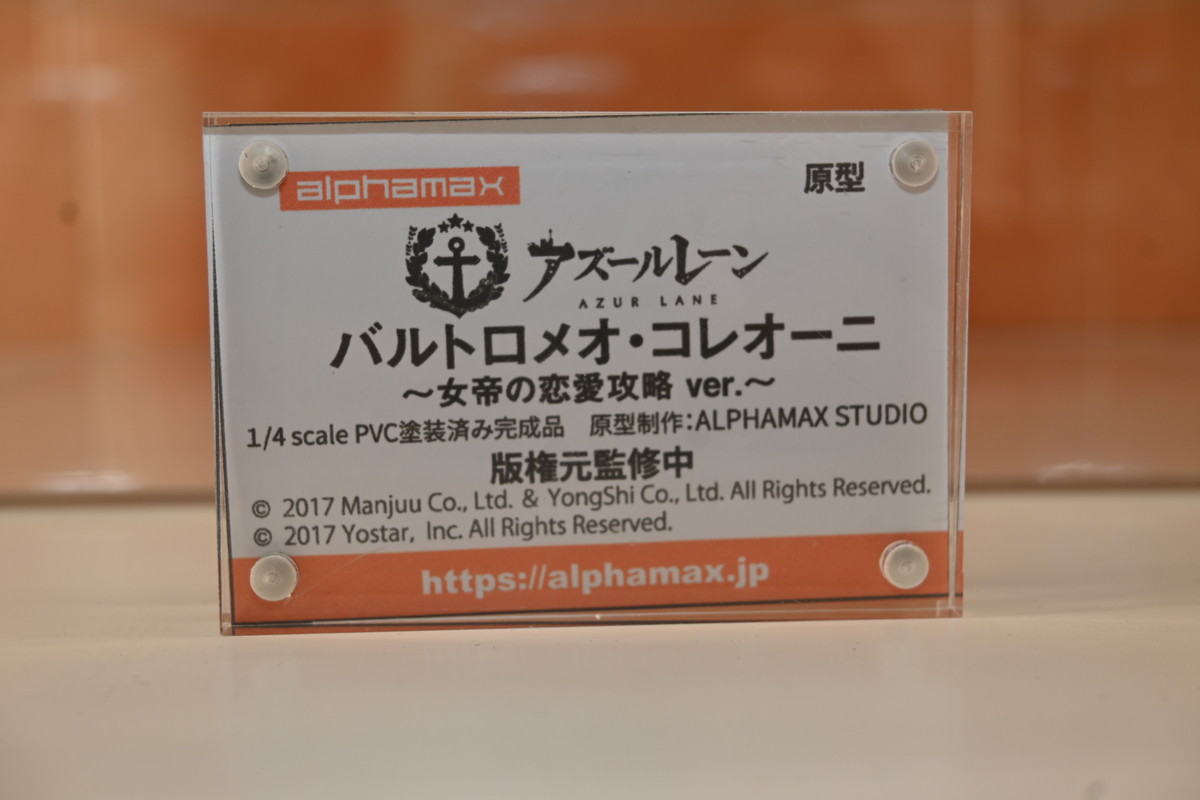 alphamax
原型
アズールレーン
AZUR LANE
バルトロメオ・コレオーニ
～女帝の恋愛攻略 ver.～
1/4 scale PVC塗装済み完成品　原型制作：ALPHAMAX STUDIO
版権元監修中
© 2017 Manjuu Co., Ltd. & YongShi Co., Ltd. All Rights Reserved.
© 2017 Yostar, Inc. All Rights Reserved.
https://alphamax.jp